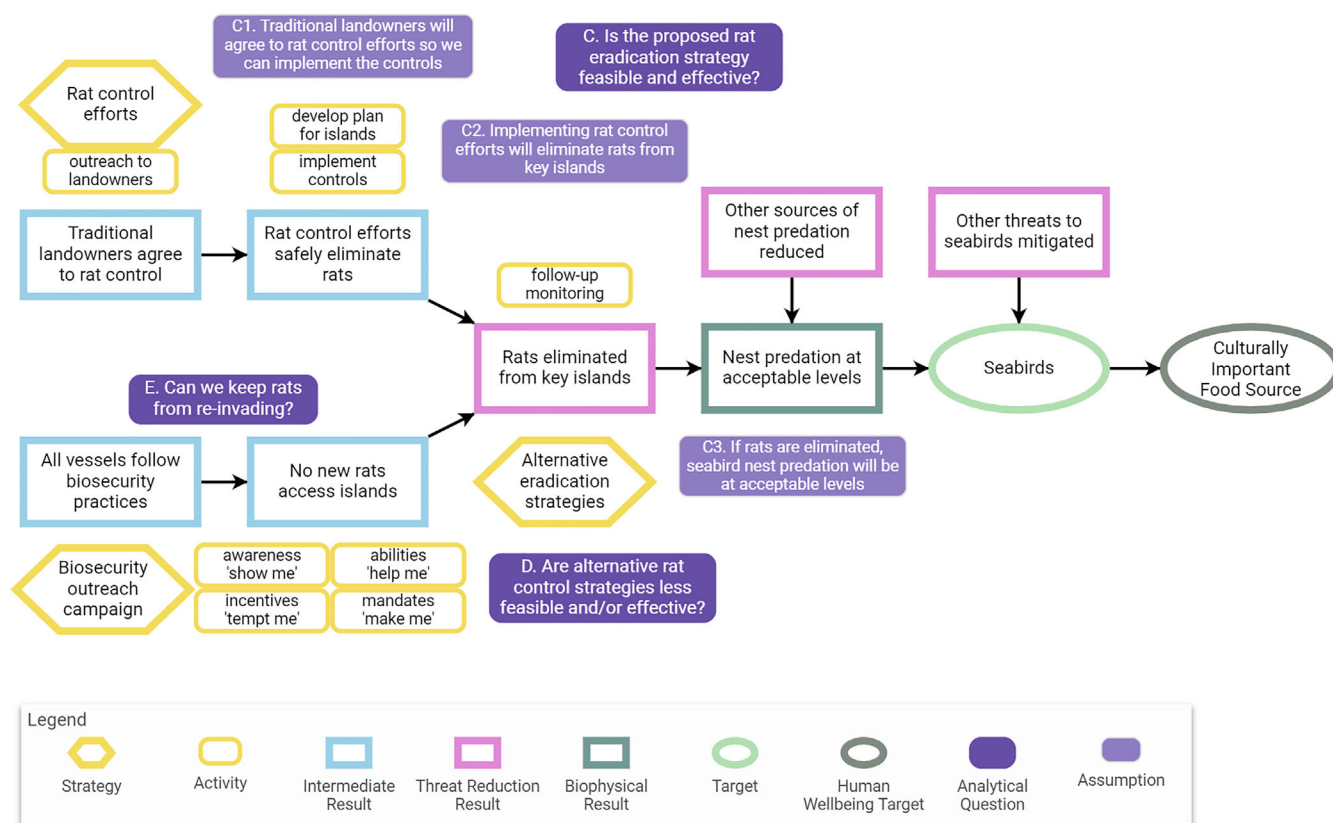 C1. Traditional landowners will
agree to rat control efforts so we
can implement the controls
C. Is the proposed rat
eradication strategy
feasible and effective?
Rat control
efforts
outreach to
landowners
develop plan
for islands
implement
controls
C2. Implementing rat control
efforts will eliminate rats from
key islands
Traditional
landowners agree
to rat control
Rat control efforts
safely eliminate
rats
Other sources of
nest predation
reduced
Other threats to
seabirds mitigated
follow-up
monitoring
Rats eliminated
from key islands
Nest predation at
acceptable levels
Seabirds
Culturally
Important
Food Source
E. Can we keep rats
from re-invading?
All vessels follow
biosecurity
practices
No new rats
access islands
Alternative
eradication
strategies
C3. If rats are eliminated,
seabird nest predation will be
at acceptable levels
Biosecurity
outreach
campaign
awareness
'show me'
abilities
'help me'
incentives
'tempt me'
mandates
'make me'
D. Are alternative rat
control strategies less
feasible and/or effective?
Legend
Strategy
Activity
Intermediate
Result
Threat Reduction
Result
Biophysical
Result
Target
Human
Wellbeing Target
Analytical
Question
Assumption